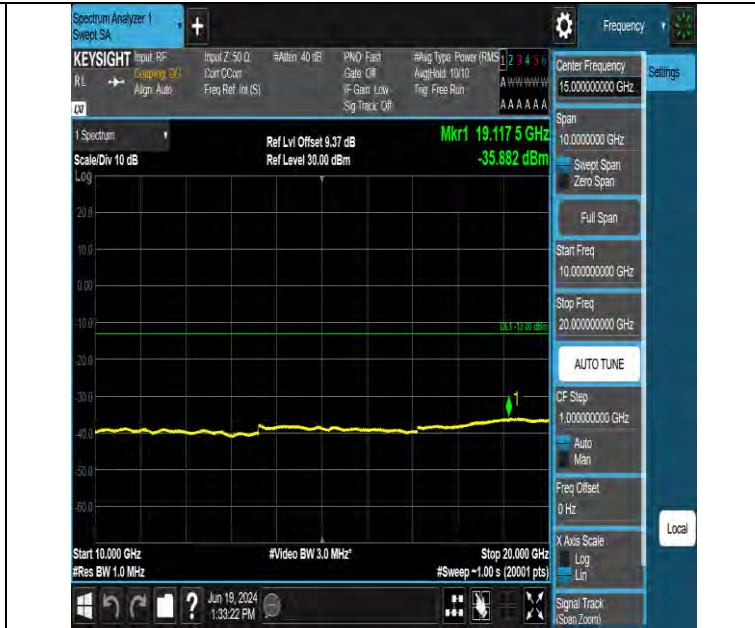 Spectrum Analyzer 1
Swept SA
+
Frequency
KEYSIGHT
RL
Input: RF
Coupling: DC
Align: Auto
Input Z: 50 Ω
Corr CCorr
Freq Ref: Int (S)
#Atten: 40 dB
PNO: Fast
Gate: Off
IF Gain: Low
Sig Track: Off
#Avg Type: Power (RMS
Avg|Hold: 10/10
Trig: Free Run
1 2 3 4 5 6
A W W W W W
A A A A A A
LW
1 Spectrum
Scale/Div 10 dB
Log
Ref Lvl Offset 9.37 dB
Ref Level 30.00 dBm
Mkr1 19.117 5 GHz
-35.882 dBm
20.0
10.0
0.00
-10.0
-20.0
-30.0
-40.0
-50.0
-60.0
DL1 -13.00 dBm
1
Start 10.000 GHz
#Res BW 1.0 MHz
#Video BW 3.0 MHz*
Stop 20.000 GHz
#Sweep ~1.00 s (20001 pts)
?
Jun 19, 2024
1:33:22 PM
Center Frequency
15.000000000 GHz
Settings
Span
10.0000000 GHz
Swept Span
Zero Span
Full Span
Start Freq
10.000000000 GHz
Stop Freq
20.000000000 GHz
AUTO TUNE
CF Step
1.000000000 GHz
Auto
Man
Freq Offset
0 Hz
X Axis Scale
Log
Lin
Local
Signal Track
(Span Zoom)